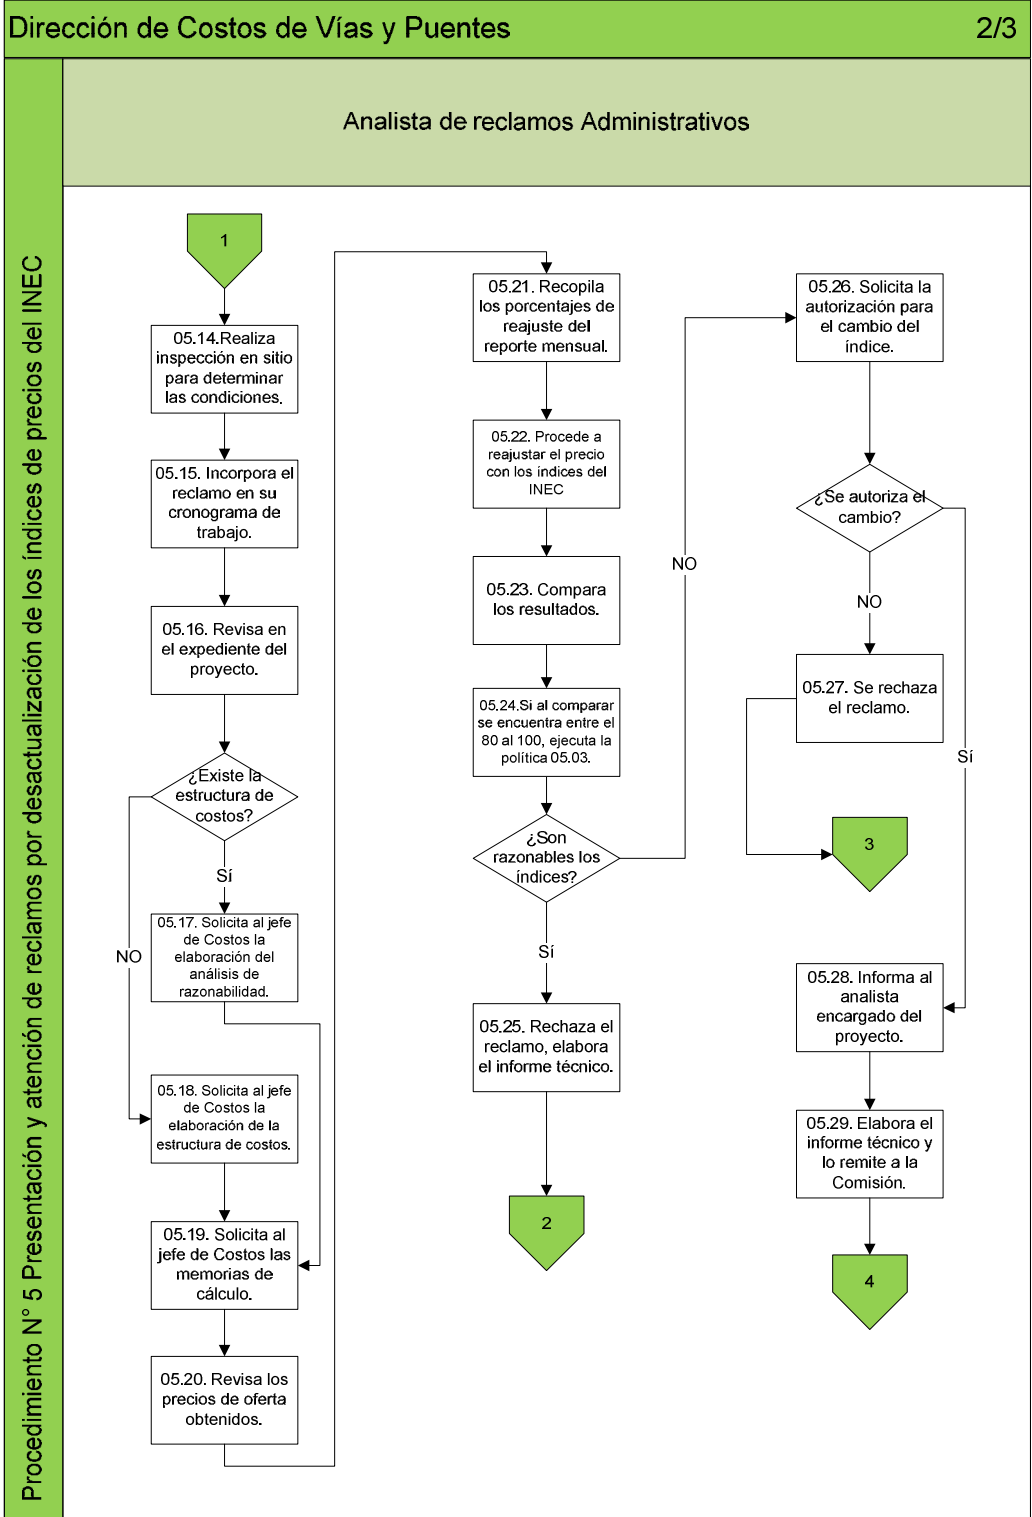 Dirección de Costos de Vías y Puentes
2/3
Procedimiento N° 5 Presentación y atención de reclamos por desactualización de los índices de precios del INEC
Analista de reclamos Administrativos
1
05.14.Realiza
inspección en sitio
para determinar
las condiciones.
05.15. Incorpora el
reclamo en su
cronograma de
trabajo.
05.16. Revisa en
el expediente del
proyecto.
¿Existe la
estructura de
costos?
Sí
NO
05.17. Solicita al jefe
de Costos la
elaboración del
análisis de
razonabilidad.
05.18. Solicita al jefe
de Costos la
elaboración de la
estructura de costos.
05.19. Solicita al
jefe de Costos las
memorias de
cálculo.
05.20. Revisa los
precios de oferta
obtenidos.
05.21. Recopila
los porcentajes de
reajuste del
reporte mensual.
05.22. Procede a
reajustar el precio
con los índices del
INEC
05.23. Compara
los resultados.
05.24.Si al comparar
se encuentra entre el
80 al 100, ejecuta la
política 05.03.
¿Son
razonables los
índices?
NO
Sí
05.25. Rechaza el
reclamo, elabora
el informe técnico.
2
05.26. Solicita la
autorización para
el cambio del
índice.
¿Se autoriza el
cambio?
NO
Sí
05.27. Se rechaza
el reclamo.
3
05.28. Informa al
analista
encargado del
proyecto.
05.29. Elabora el
informe técnico y
lo remite a la
Comisión.
4